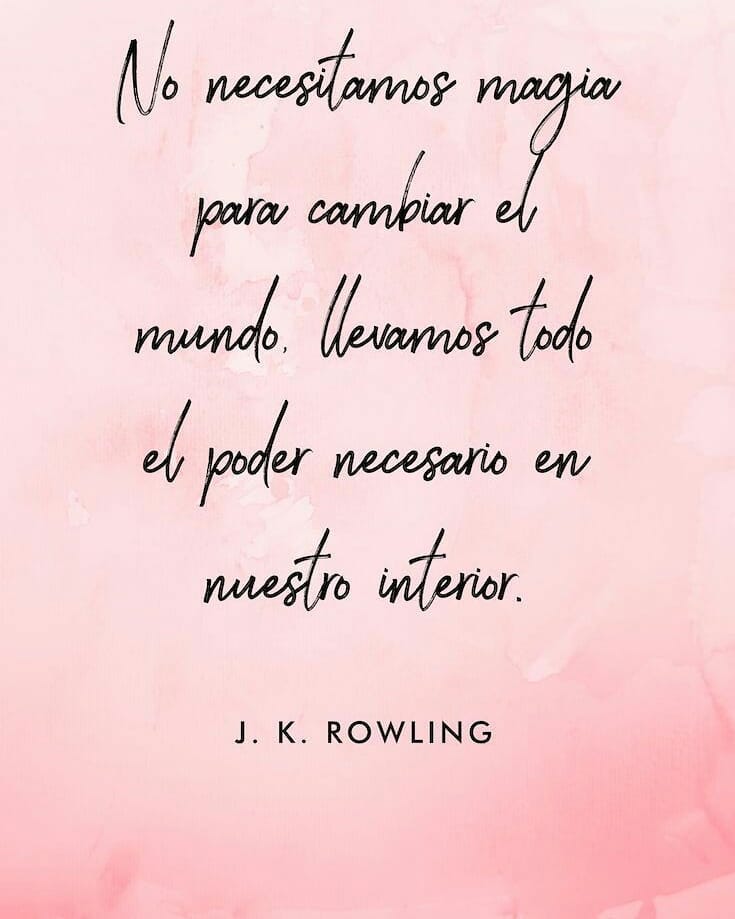 No necesitamos magia
para cambiar el
mundo, llevamos todo
el poder necesario en
nuestro interior.
J. K. ROWLING